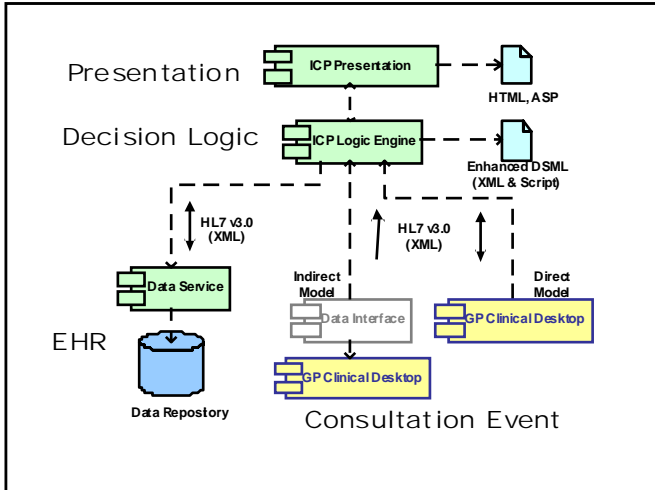 Presentation
ICP Presentation
HTML, ASP
Decision Logic
ICP Logic Engine
Enhanced DSML
(XML & Script)
HL7 v3.0
(XML)
HL7 v3.0
(XML)
Indirect
Model
Direct
Model
Data Service
Data Interface
GP Clinical Desktop
EHR
GP Clinical Desktop
Data Repostory
Consultation Event